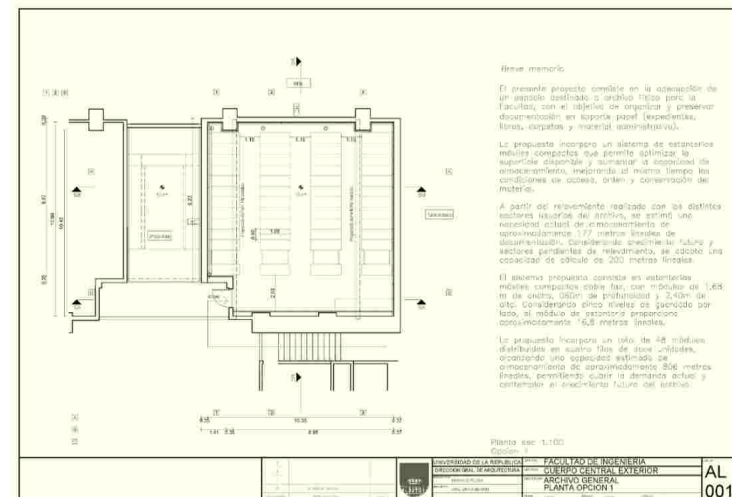 Breve memoria
El presente proyecto consiste en la adecuación de
un espacio destinado a archivo físico para la
Facultad, con el objetivo de organizar y preservar
documentación en soporte papel (expedientes,
libros, carpetas y material administrativo).
La propuesta incorpora un sistema de estanterías
móviles compactas que permite optimizar la
superficie disponible y aumentar la capacidad de
almacenamiento, mejorando al mismo tiempo las
condiciones de acceso, orden y conservación del
material.
A partir del relevamiento realizado con los distintos
sectores usuarios del archivo, se estimó una
necesidad actual de almacenamiento de
aproximadamente 177 metros lineales de
documentación. Considerando crecimiento futuro y
sectores pendientes de relevamiento, se adopta una
capacidad de cálculo de 200 metros lineales.
El sistema propuesto consiste en estanterías
móviles compactas doble faz, con módulos de 1,68
m de ancho, 080m de profundidad y 2,40m de
alto. Considerando cinco niveles de guardado por
lado, el módulo de estantería proporciona
aproximadamente 16,8 metros lineales.
La propuesta incorpora un total de 48 módulos
distribuidos en cuatro filas de doce unidades,
alcanzando una capacidad estimada de
almacenamiento de aproximadamente 806 metros
lineales, permitiendo cubrir la demanda actual y
contemplar el crecimiento futuro del archivo.
Planta esc 1.100
Opción 1
UNIVERSIDAD DE LA REPÚBLICA
DIRECCION GRAL. DE ARQUITECTURA
FACULTAD DE INGENIERIA
CUERPO CENTRAL EXTERIOR
ARCHIVO GENERAL
PLANTA OPCION 1
AL
001